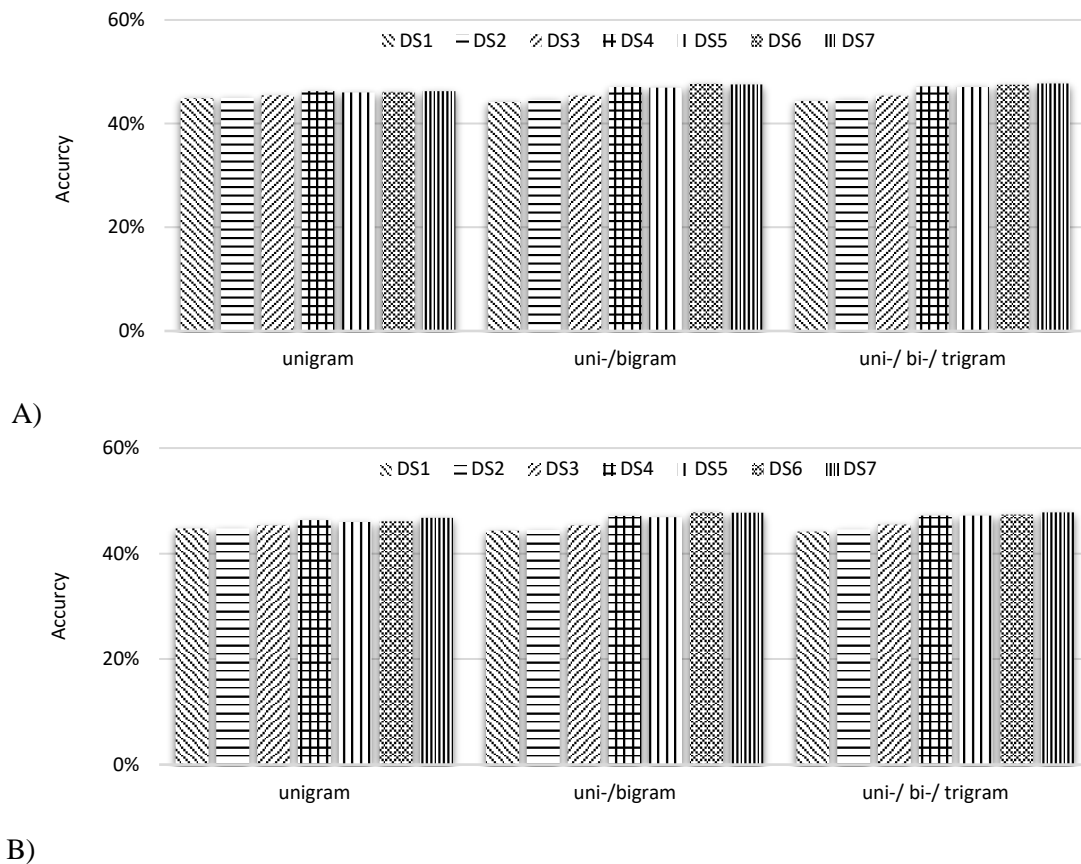 60%
DS1 DS2 DS3 DS4 DS5 DS6 DS7
40%
Accurcy
20%
0%
unigram uni-/bigram uni-/ bi-/ trigram
A)
60%
DS1 DS2 DS3 DS4 DS5 DS6 DS7
40%
Accurcy
20%
0%
unigram uni-/bigram uni-/ bi-/ trigram
B)